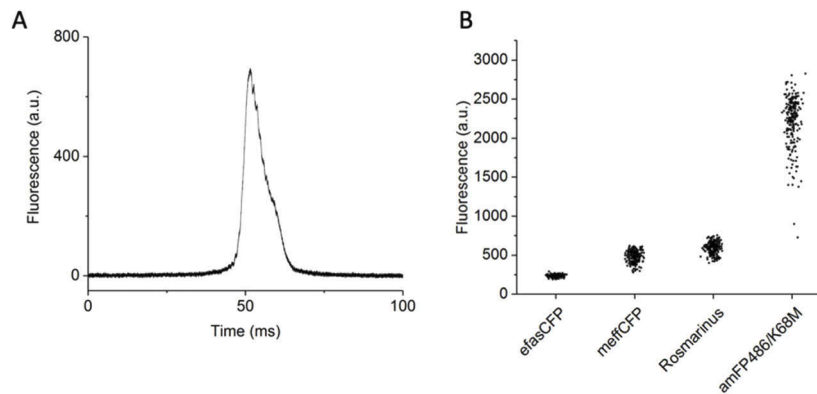 A
800
400
0
Fluorescence (a.u.)
0
50
100
Time (ms)
B
3000
2500
2000
1500
1000
500
0
Fluorescence (a.u.)
efasCFP
meffCFP
Rosmarinus
amFP486/K68M